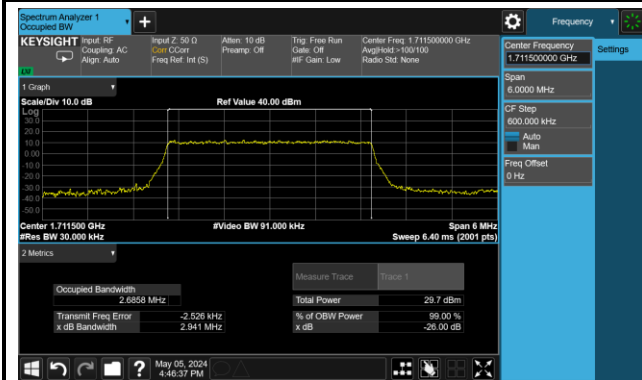 Spectrum Analyzer 1
Occupied BW
Frequency
KEYSIGHT
Input: RF
Coupling: AC
Align: Auto
Input Z: 50 Ω
Corr CCorr
Freq Ref: Int (S)
Atten: 10 dB
Preamp: Off
Trig: Free Run
Gate: Off
#IF Gain: Low
Center Freq: 1.711500000 GHz
Avg|Hold:>100/100
Radio Std: None
Center Frequency
1.711500000 GHz
Settings
Span
6.0000 MHz
CF Step
600.000 kHz
Auto
Man
Freq Offset
0 Hz
1 Graph
Scale/Div 10.0 dB
Ref Value 40.00 dBm
Log
30.0
20.0
10.0
0.00
-10.0
-20.0
-30.0
-40.0
-50.0
Center 1.711500 GHz
#Video BW 91.000 kHz
Span 6 MHz
#Res BW 30.000 kHz
Sweep 6.40 ms (2001 pts)
2 Metrics
Measure Trace
Trace 1
Occupied Bandwidth
2.6858 MHz
Total Power
29.7 dBm
Transmit Freq Error
-2.526 kHz
% of OBW Power
99.00 %
x dB Bandwidth
2.941 MHz
x dB
-26.00 dB
May 05, 2024
4:46:37 PM